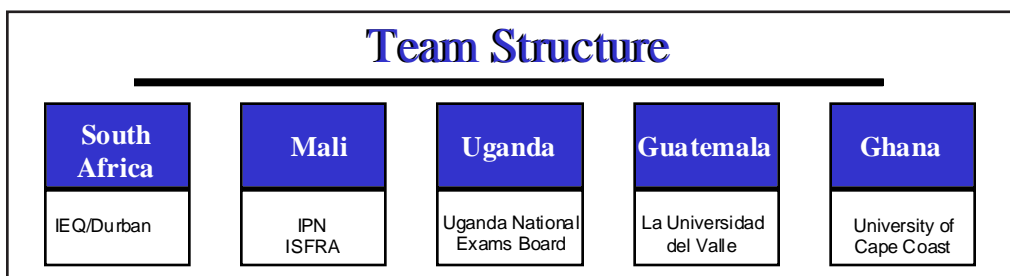 Team Structure
South
Africa
Mali
Uganda
Guatemala
Ghana
IEQ/Durban
IPN
ISFRA
Uganda National
Exams Board
La Universidad
del Valle
University of
Cape Coast